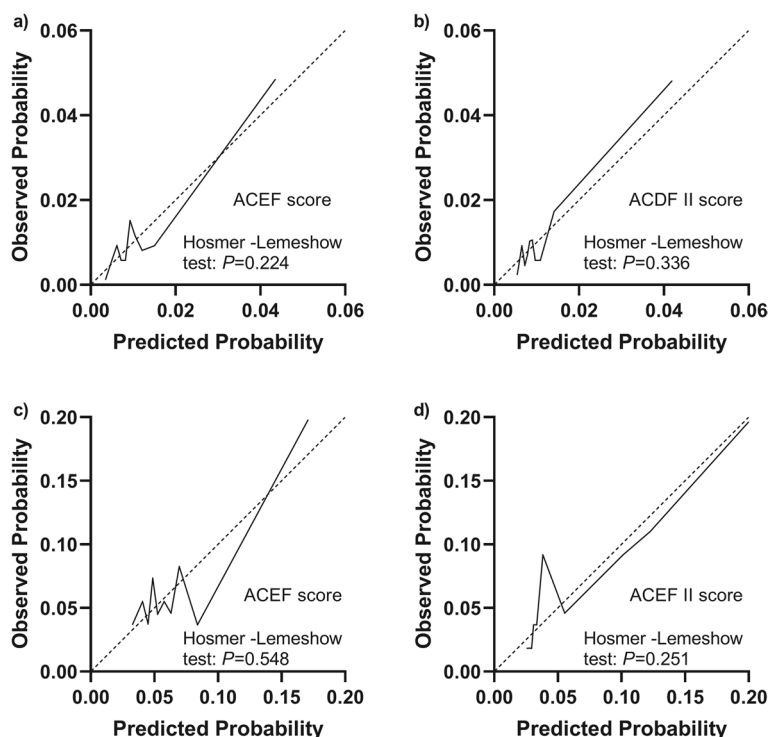 a)
0.06
0.04
0.02
0.00
Observed Probability
ACEF score
Hosmer -Lemeshow
test: P=0.224
0.00 0.02 0.04 0.06
Predicted Probability
b)
0.06
0.04
0.02
0.00
Observed Probability
ACDF II score
Hosmer -Lemeshow
test: P=0.336
0.00 0.02 0.04 0.06
Predicted Probability
c)
0.20
0.15
0.10
0.05
0.00
Observed Probability
ACEF score
Hosmer -Lemeshow
test: P=0.548
0.00 0.05 0.10 0.15 0.20
Predicted Probability
d)
0.20
0.15
0.10
0.05
0.00
Observed Probability
ACEF II score
Hosmer -Lemeshow
test: P=0.251
0.00 0.05 0.10 0.15 0.20
Predicted Probability